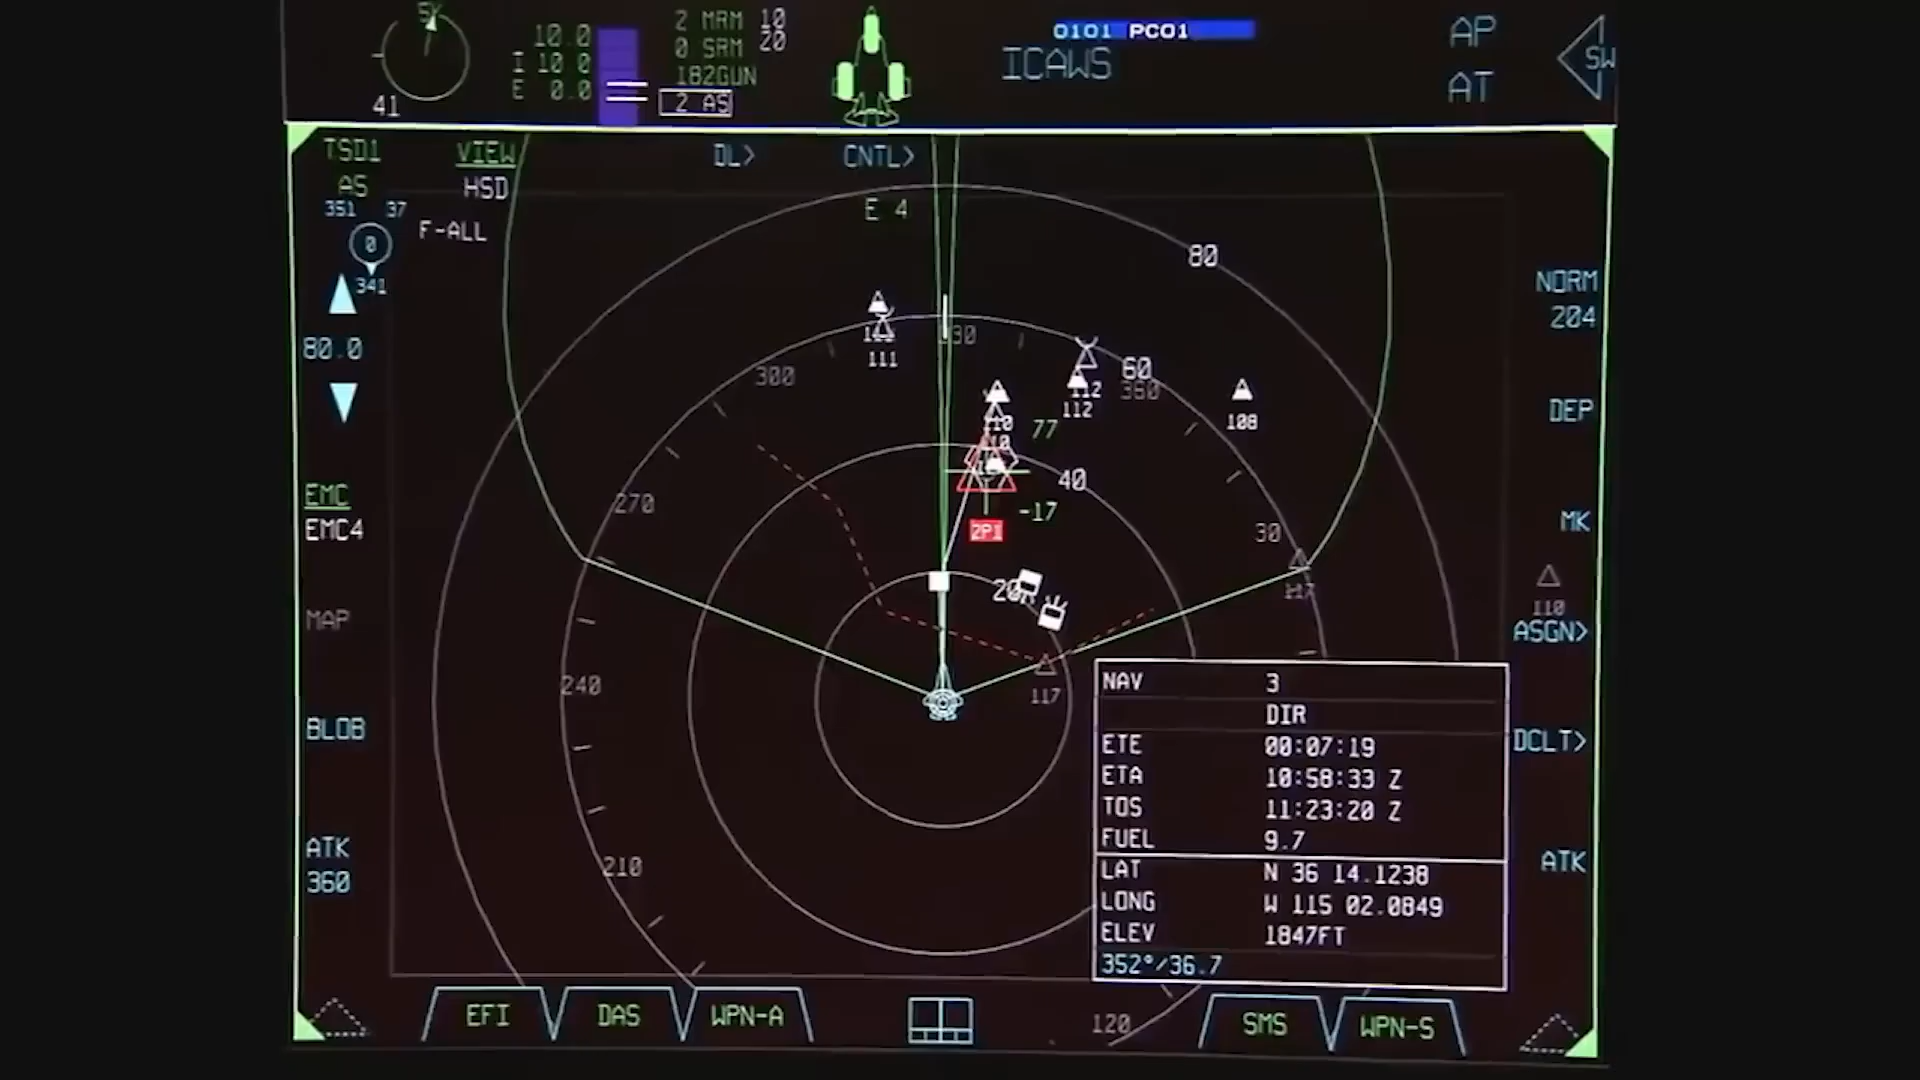 5K
41
10.0
I 10 0
E 0.0
2 MRM 10
0 SRM 20
182GUN
2 AS
0101 PC01
ICAWS
AP
AT
SW
TSD1
AS
VIEW
HSD
DL>
CNTL>
351 37
0
341
F-ALL
E 4
80
NORM
204
80.0
111
330
300
60
360
112
112
108
DEP
110
77
40
-17
2P1
EMC
EMC4
270
30
MK
20
117
110
ASGN>
MAP
240
117
BLOB
DCLT>
NAV 3
DIR
ETE 00:07:19
ETA 10:58:33 Z
TOS 11:23:20 Z
FUEL 9.7
LAT N 36 14.1238
LONG W 115 02.0849
ELEV 1847FT
352°/36.7
ATK
360
210
ATK
120
EFI
DAS
WPN-A
SMS
WPN-S